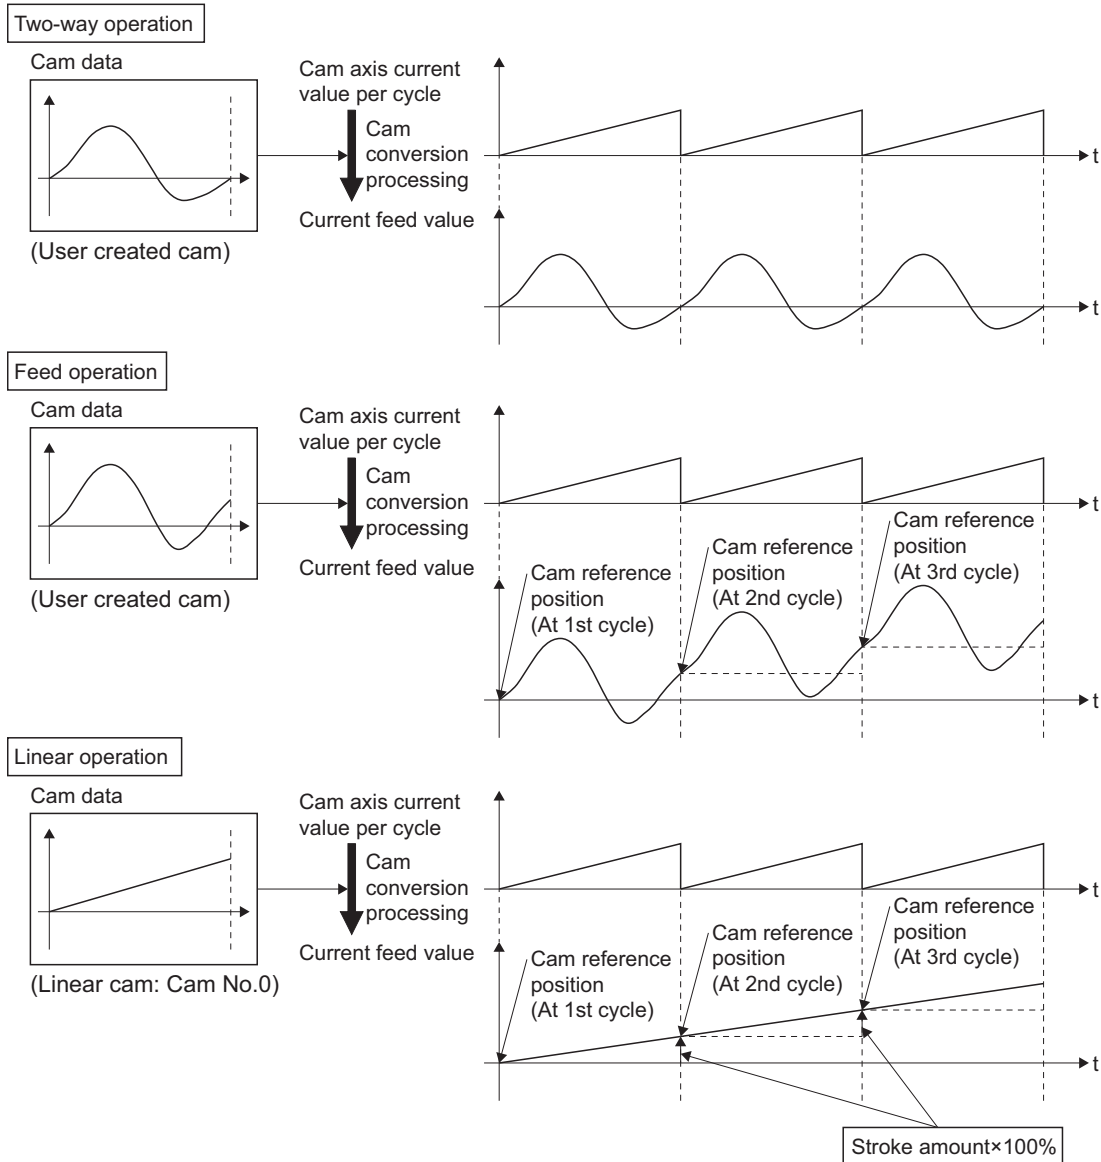 Two-way operation
Cam data
(User created cam)
Cam axis current
value per cycle
Cam
conversion
processing
Current feed value
t
t
Feed operation
Cam data
(User created cam)
Cam axis current
value per cycle
Cam
conversion
processing
Current feed value
t
Cam reference
position
(At 1st cycle)
Cam reference
position
(At 2nd cycle)
Cam reference
position
(At 3rd cycle)
t
Linear operation
Cam data
(Linear cam: Cam No.0)
Cam axis current
value per cycle
Cam
conversion
processing
Current feed value
t
Cam reference
position
(At 1st cycle)
Cam reference
position
(At 2nd cycle)
Cam reference
position
(At 3rd cycle)
t
Stroke amount×100%